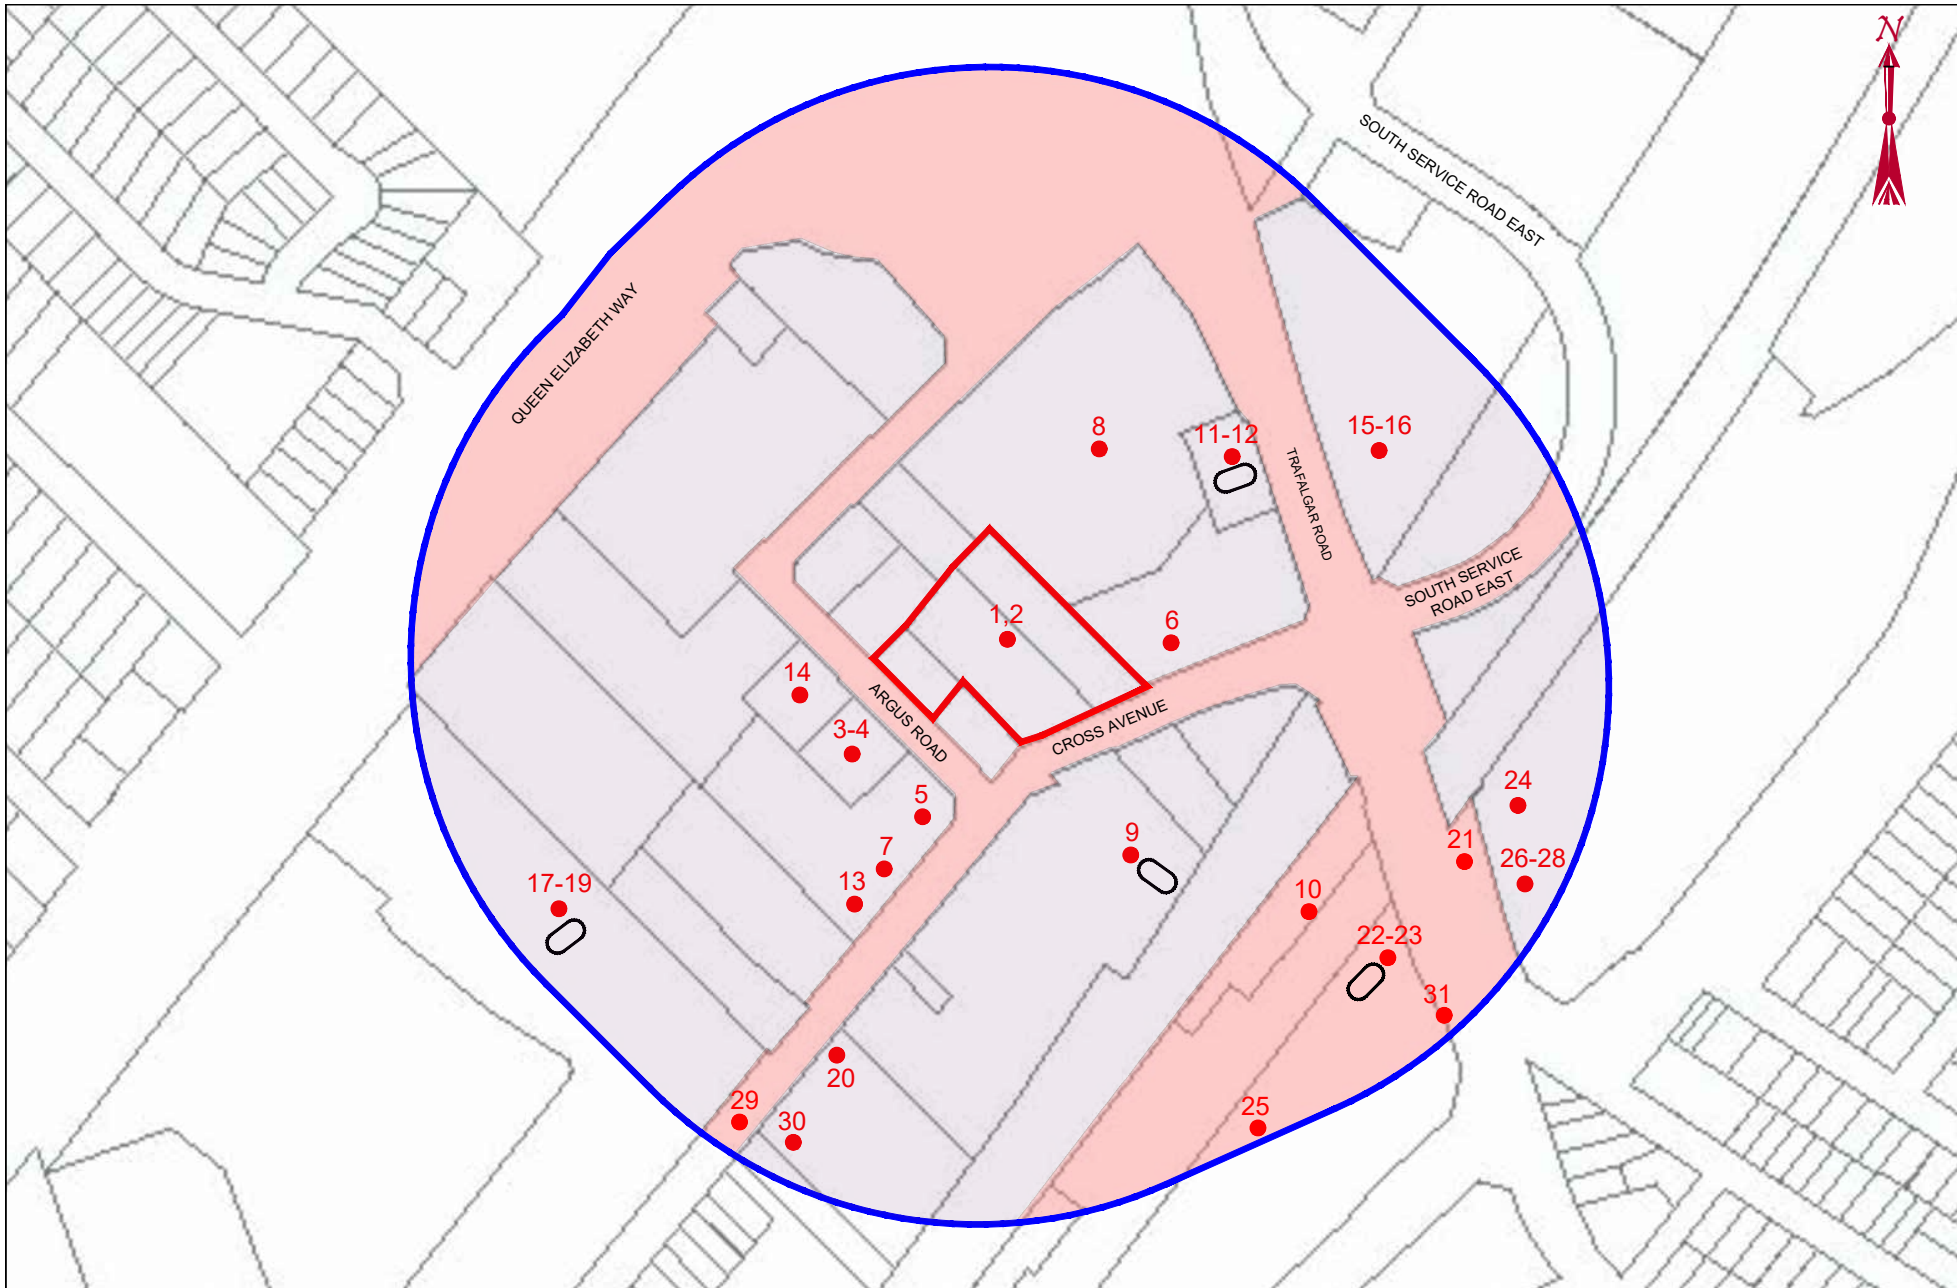 N
SOUTH SERVICE ROAD EAST
QUEEN ELIZABETH WAY
8
11-12
15-16
TRAFALGAR ROAD
SOUTH SERVICE
ROAD EAST
1,2
6
14
ARGUS ROAD
3-4
CROSS AVENUE
5
24
7
9
21
26-28
13
17-19
10
22-23
31
20
29
30
25